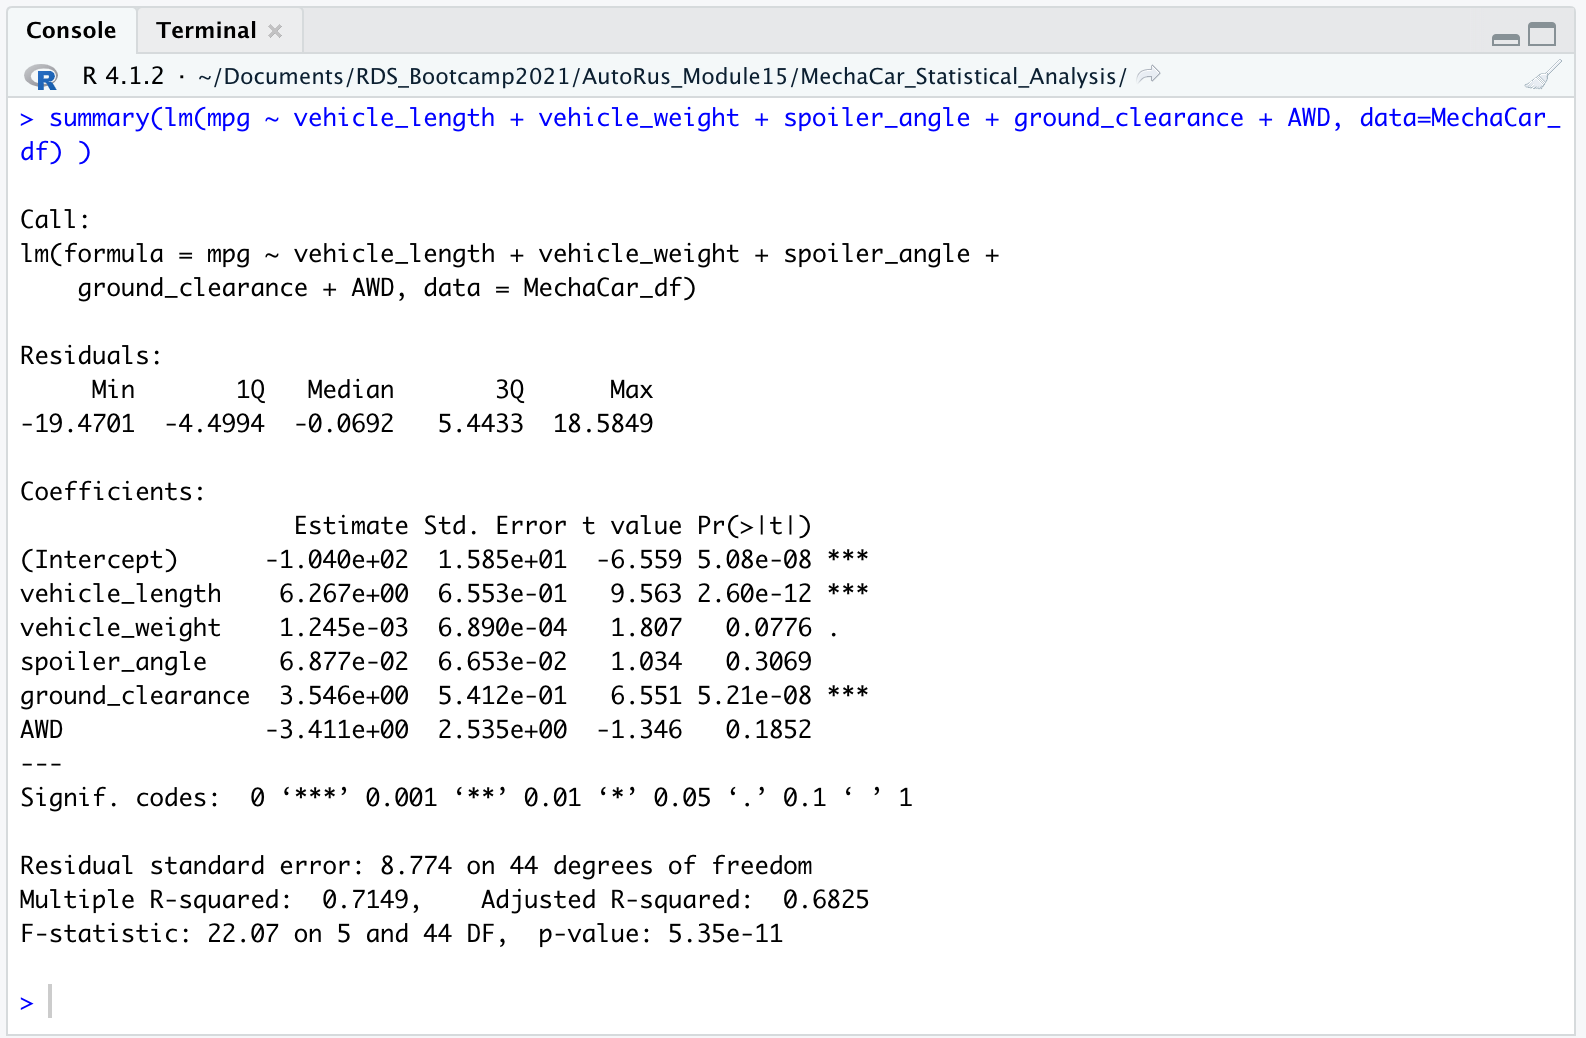 Console Terminal ×
R R 4.1.2 · ~/Documents/RDS_Bootcamp2021/AutoRus_Module15/MechaCar_Statistical_Analysis/
> summary(lm(mpg ~ vehicle_length + vehicle_weight + spoiler_angle + ground_clearance + AWD, data=MechaCar_
df) )
Call:
lm(formula = mpg ~ vehicle_length + vehicle_weight + spoiler_angle +
    ground_clearance + AWD, data = MechaCar_df)
Residuals:
     Min       1Q   Median       3Q      Max
-19.4701  -4.4994  -0.0692   5.4433  18.5849
Coefficients:
                   Estimate Std. Error t value Pr(>|t|)
(Intercept)      -1.040e+02  1.585e+01  -6.559 5.08e-08 ***
vehicle_length    6.267e+00  6.553e-01   9.563 2.60e-12 ***
vehicle_weight    1.245e-03  6.890e-04   1.807   0.0776 .
spoiler_angle     6.877e-02  6.653e-02   1.034   0.3069
ground_clearance  3.546e+00  5.412e-01   6.551 5.21e-08 ***
AWD              -3.411e+00  2.535e+00  -1.346   0.1852
---
Signif. codes:  0 ‘***’ 0.001 ‘**’ 0.01 ‘*’ 0.05 ‘.’ 0.1 ‘ ’ 1
Residual standard error: 8.774 on 44 degrees of freedom
Multiple R-squared:  0.7149,    Adjusted R-squared:  0.6825
F-statistic: 22.07 on 5 and 44 DF,  p-value: 5.35e-11
>